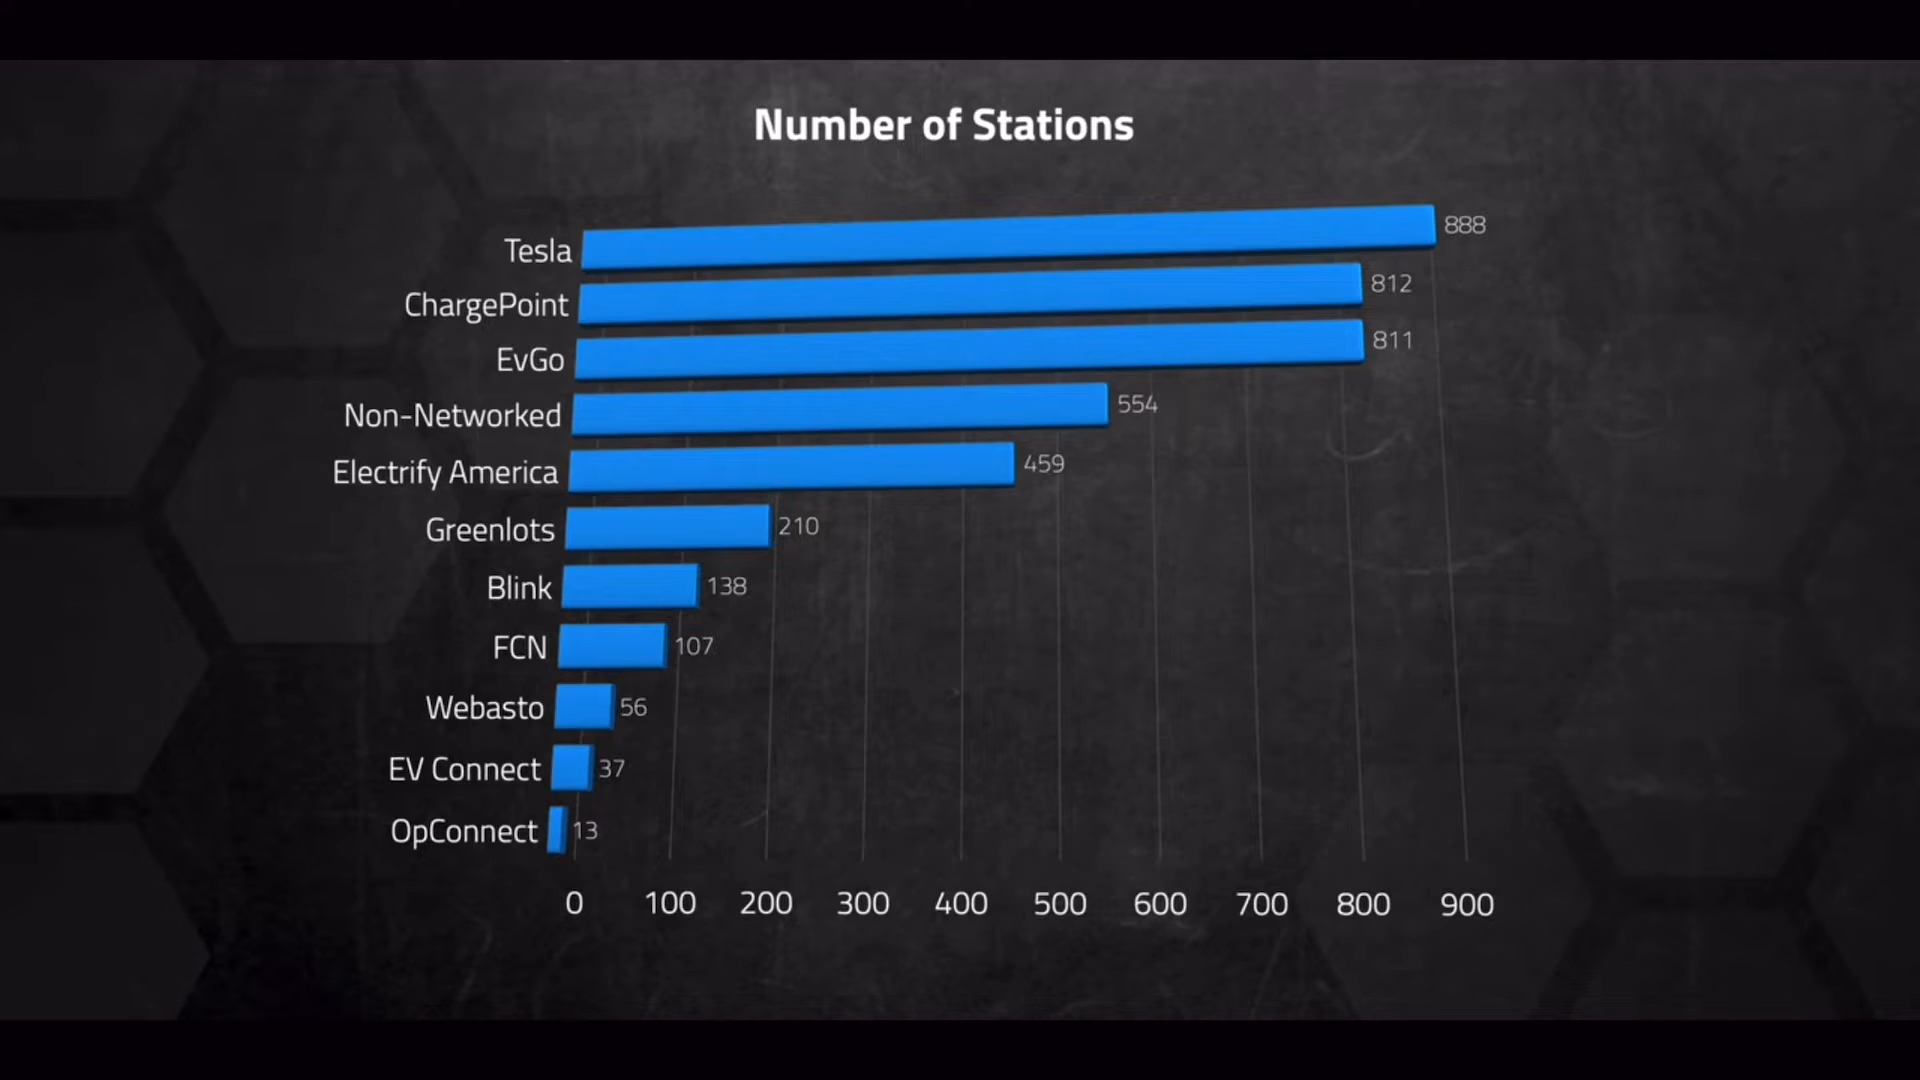 Number of Stations
Tesla 888
ChargePoint 812
EvGo 811
Non-Networked 554
Electrify America 459
Greenlots 210
Blink 138
FCN 107
Webasto 56
EV Connect 37
OpConnect 13
0 100 200 300 400 500 600 700 800 900